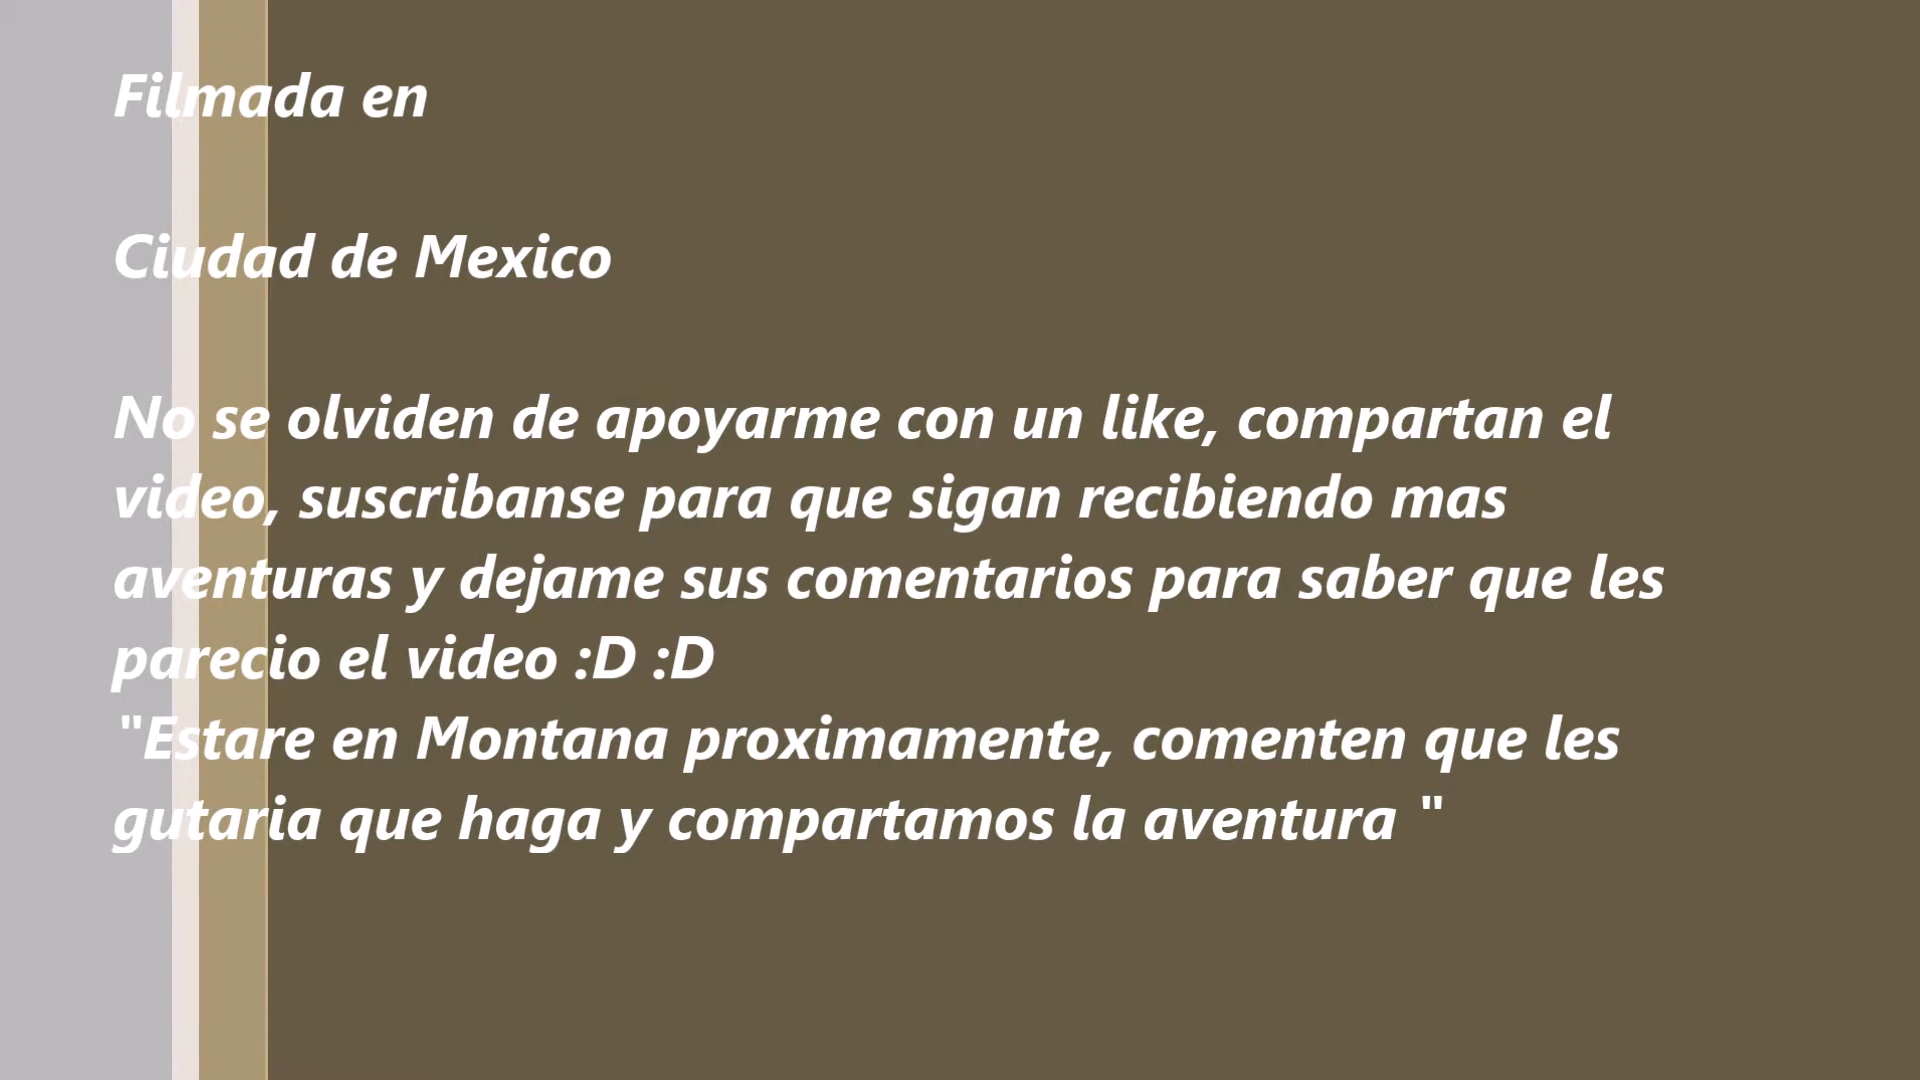 Filmada en
Ciudad de Mexico
No se olviden de apoyarme con un like, compartan el
video, suscribanse para que sigan recibiendo mas
aventuras y dejame sus comentarios para saber que les
parecio el video :D :D
"Estare en Montana proximamente, comenten que les
gutaria que haga y compartamos la aventura "